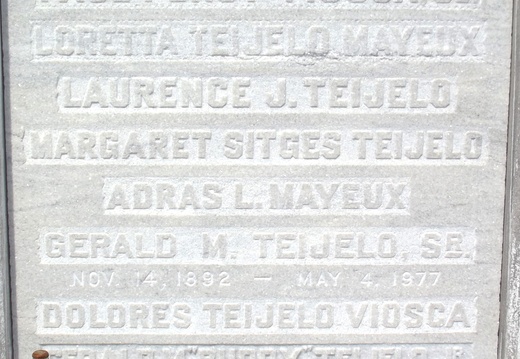 LORETTA TEIJELO MAYEUX
LAURENCE J. TEIJELO
MARGARET SITGES TEIJELO
ADRAS L. MAYEUX
GERALD M. TEIJELO, SR.
NOV. 14, 1892 — MAY 4, 1977
DOLORES TEIJELO VIOSCA